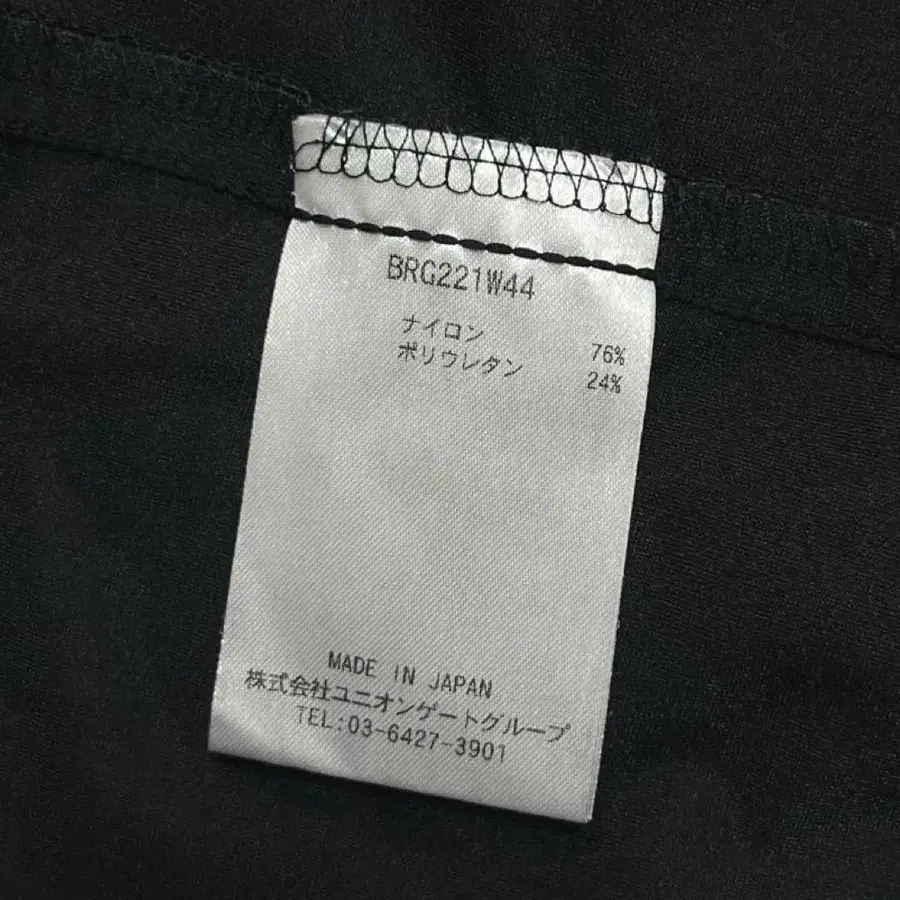 BRG221W44
ナイロン 76%
ポリウレタン 24%
MADE IN JAPAN
株式会社ユニオンゲートグループ
TEL:03-6427-3901